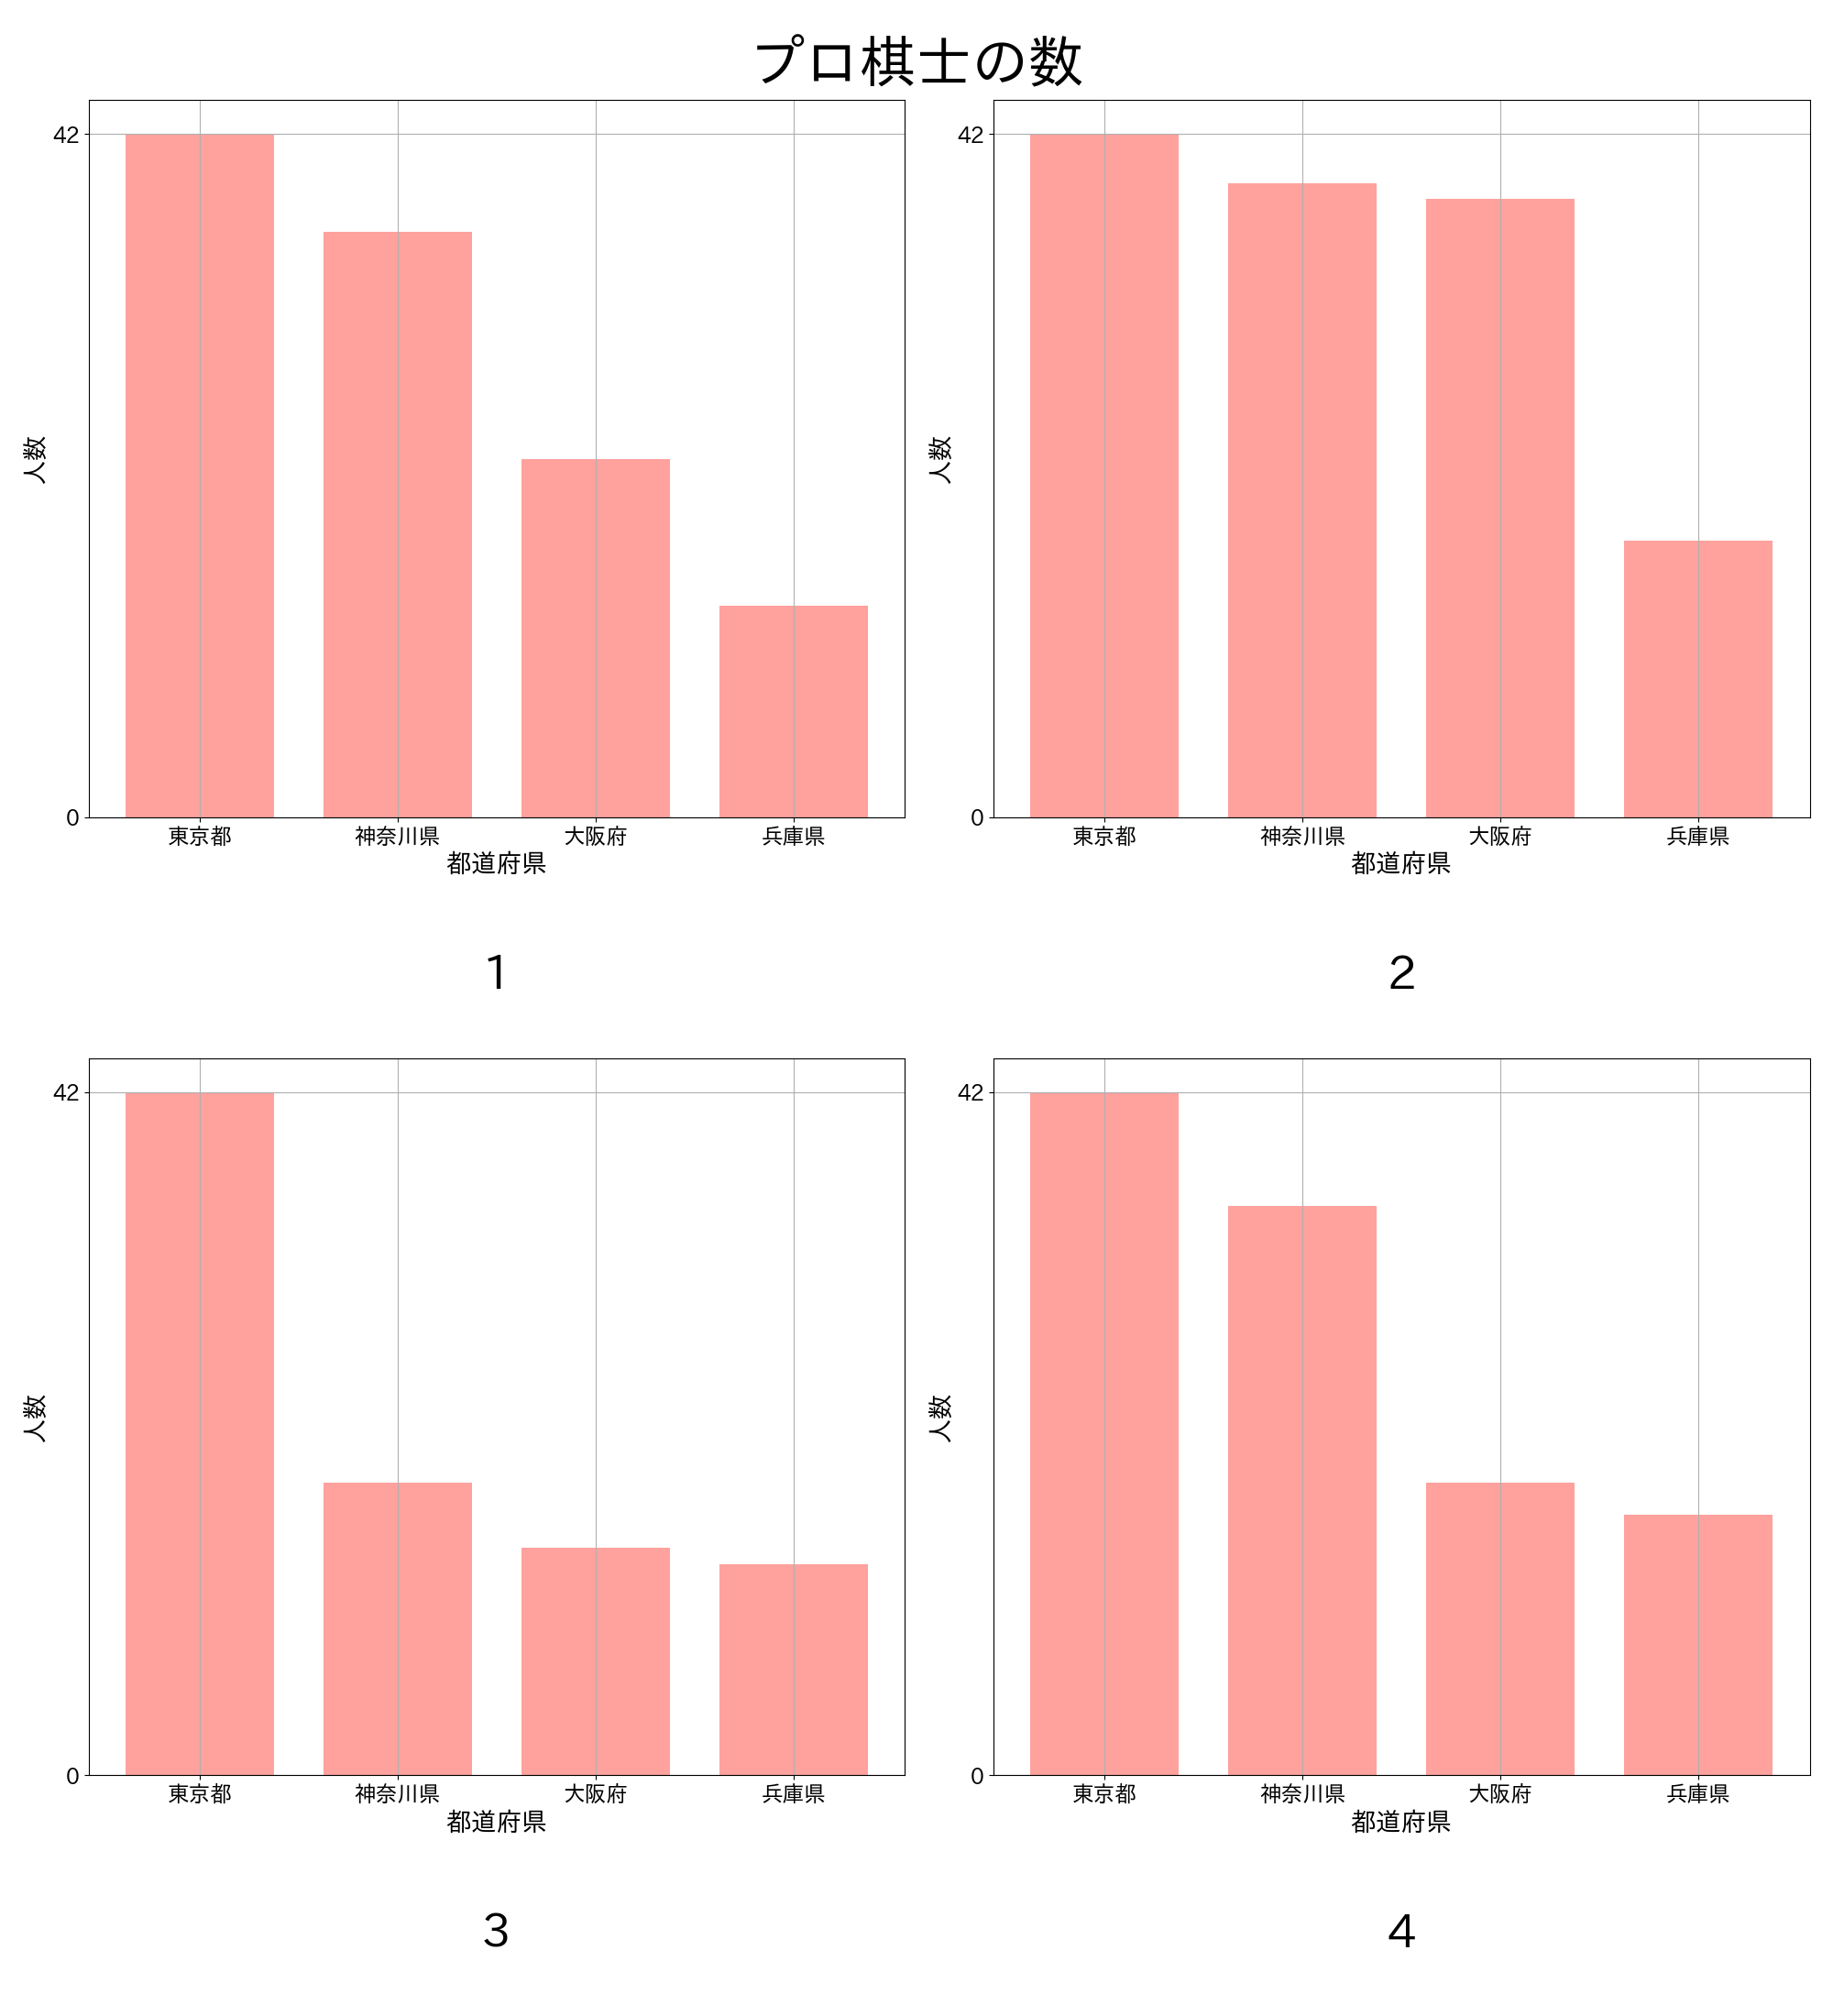 プロ棋士の数
42
0
人数
東京都 神奈川県 大阪府 兵庫県
都道府県
1
42
0
人数
東京都 神奈川県 大阪府 兵庫県
都道府県
2
42
0
人数
東京都 神奈川県 大阪府 兵庫県
都道府県
3
42
0
人数
東京都 神奈川県 大阪府 兵庫県
都道府県
4